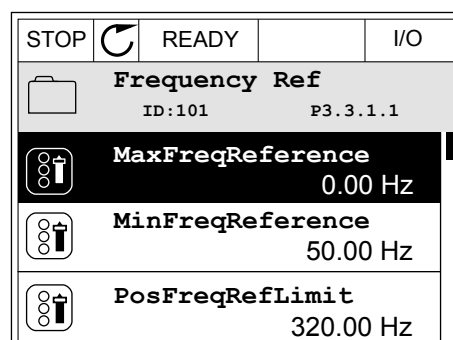 STOP READY I/O
Frequency Ref
ID:101 P3.3.1.1
MaxFreqReference
0.00 Hz
MinFreqReference
50.00 Hz
PosFreqRefLimit
320.00 Hz